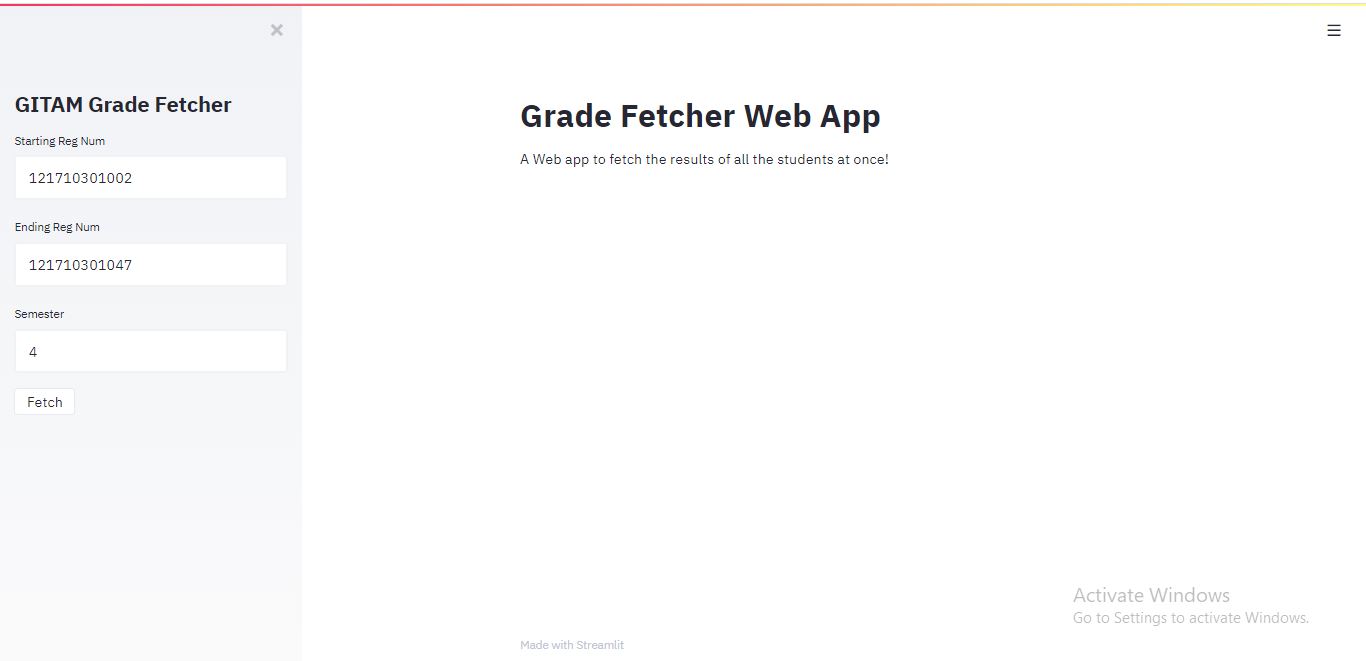 GITAM Grade Fetcher
Starting Reg Num
121710301002
Ending Reg Num
121710301047
Semester
4
Fetch
Grade Fetcher Web App
A Web app to fetch the results of all the students at once!
Activate Windows
Go to Settings to activate Windows.
Made with Streamlit